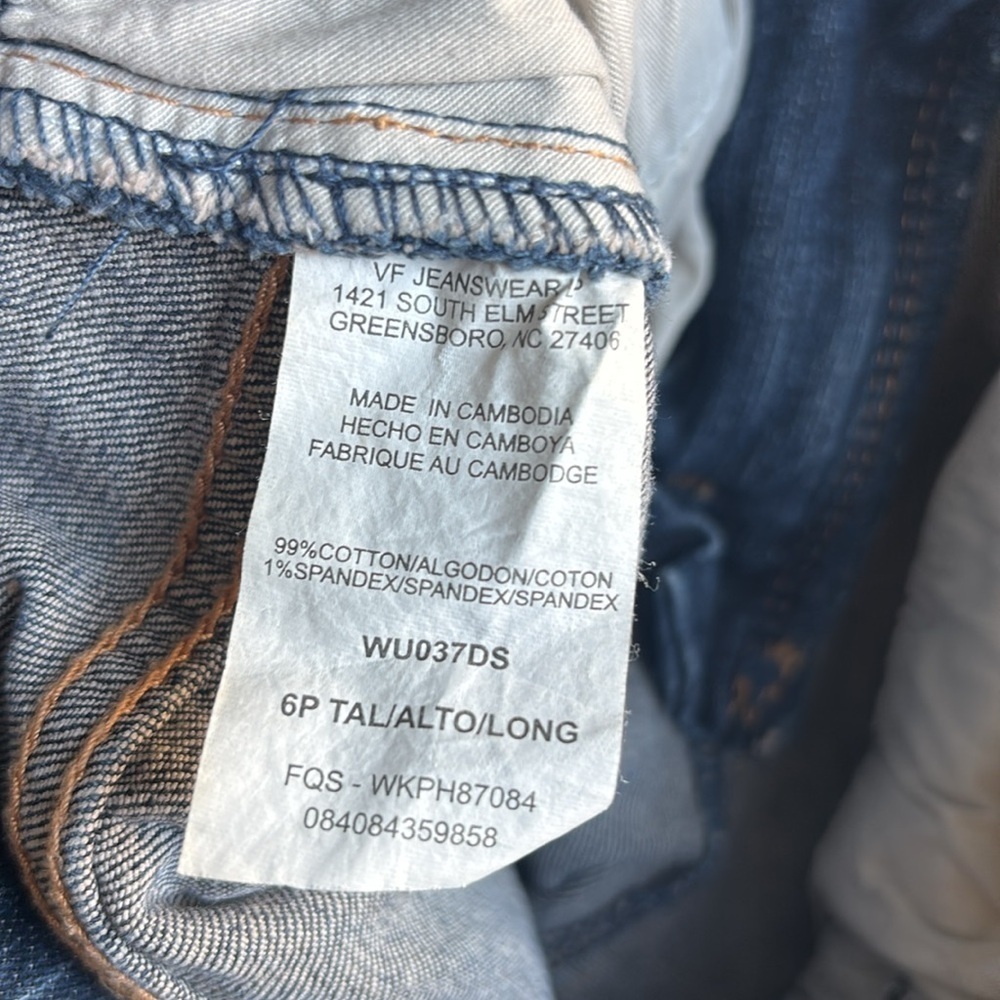 VF JEANSWEAR LP
1421 SOUTH ELM STREET
GREENSBORO, NC 27406
MADE IN CAMBODIA
HECHO EN CAMBOYA
FABRIQUE AU CAMBODGE
99%COTTON/ALGODON/COTON
1%SPANDEX/SPANDEX/SPANDEX
WU037DS
6P TAL/ALTO/LONG
FQS - WKPH87084
084084359858